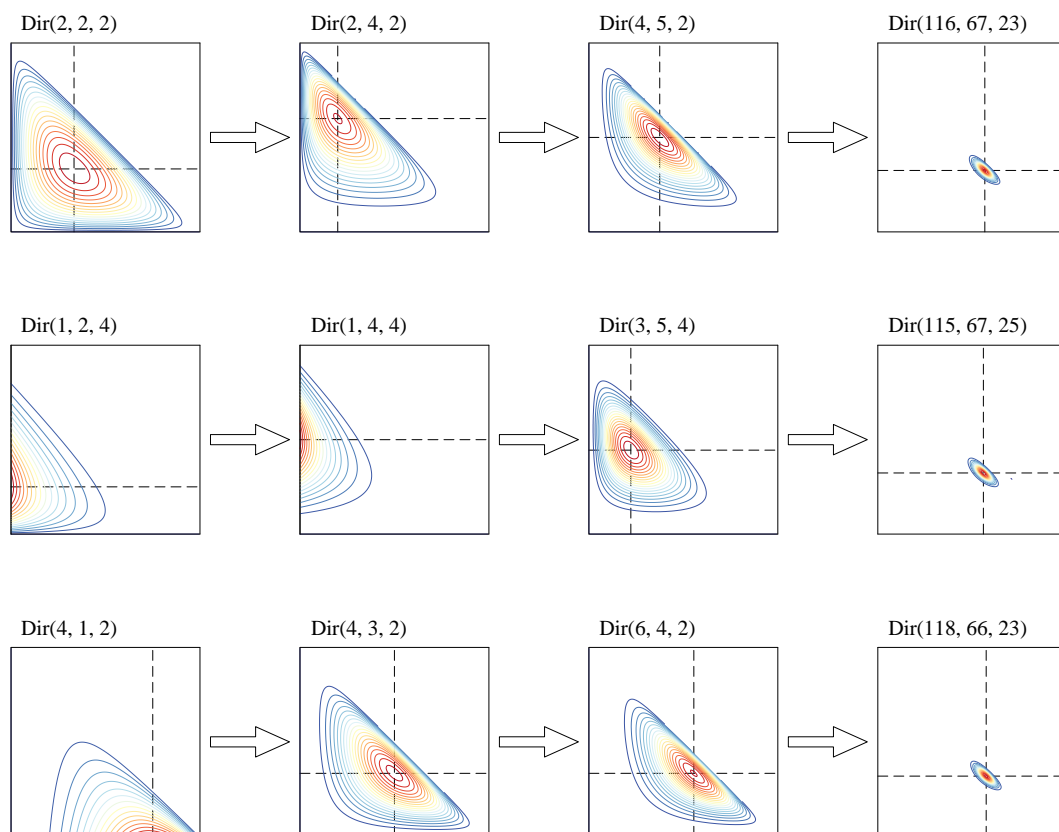 Dir(2, 2, 2)
Dir(2, 4, 2)
Dir(4, 5, 2)
Dir(116, 67, 23)
Dir(1, 2, 4)
Dir(1, 4, 4)
Dir(3, 5, 4)
Dir(115, 67, 25)
Dir(4, 1, 2)
Dir(4, 3, 2)
Dir(6, 4, 2)
Dir(118, 66, 23)